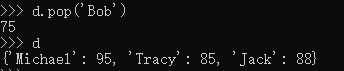 >>> d.pop('Bob')
75
>>> d
{'Michael': 95, 'Tracy': 85, 'Jack': 88}